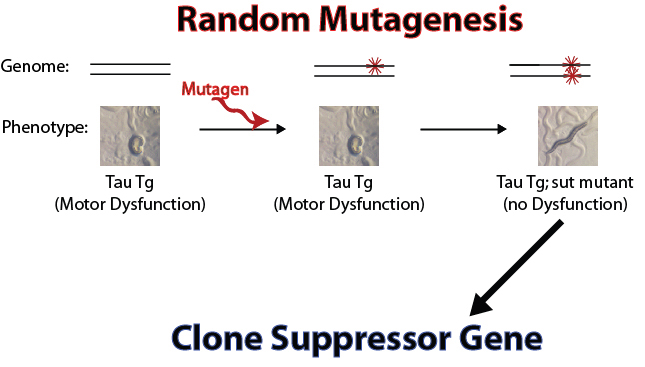 Random Mutagenesis
Genome:
Mutagen
Phenotype:
Tau Tg
(Motor Dysfunction)
Tau Tg
(Motor Dysfunction)
Tau Tg; sut mutant
(no Dysfunction)
Clone Suppressor Gene